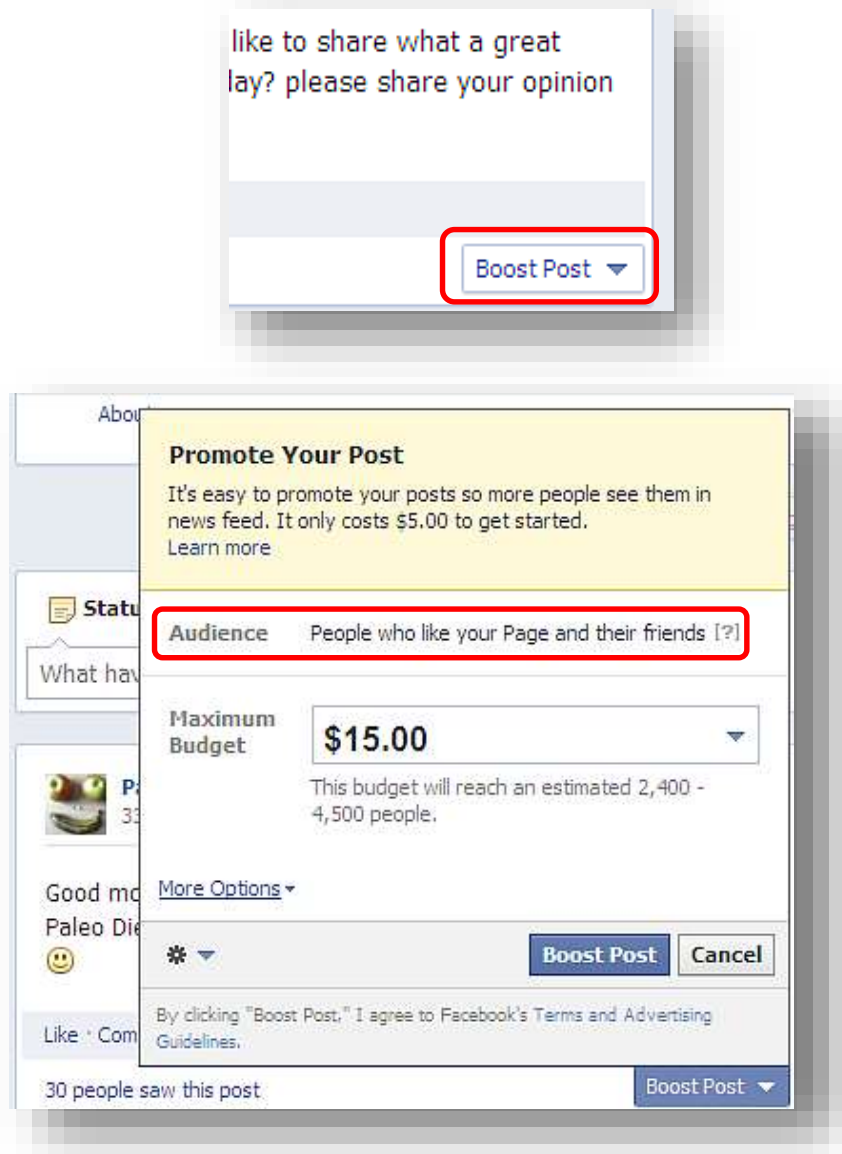 like to share what a great
lay? please share your opinion
Boost Post
Abou
Promote Your Post
It's easy to promote your posts so more people see them in
news feed. It only costs $5.00 to get started.
Learn more
Statu
Audience People who like your Page and their friends [?]
What hav
Maximum
Budget
$15.00
This budget will reach an estimated 2,400 -
4,500 people.
Pa
33
Good mo
Paleo Die
More Options
Boost Post Cancel
By clicking "Boost Post," I agree to Facebook's Terms and Advertising
Guidelines.
Like · Com
30 people saw this post
Boost Post